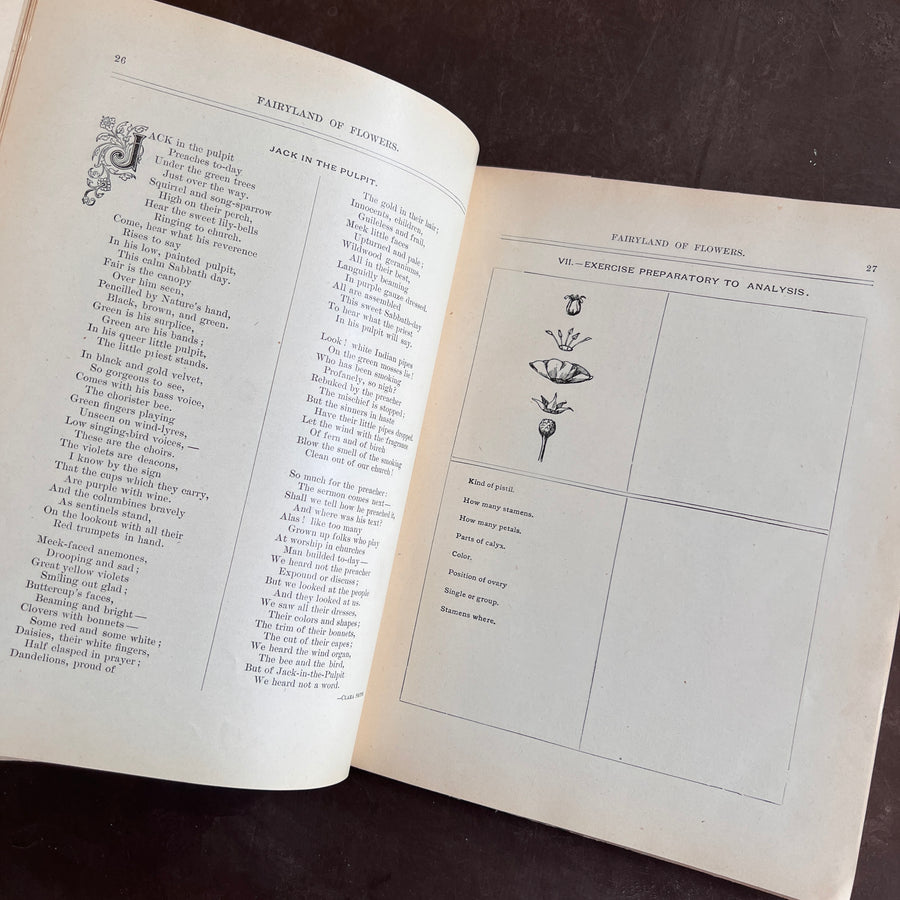 26
FAIRYLAND OF FLOWERS.
JACK IN THE PULPIT.
JACK in the pulpit
Preaches to-day
Under the green trees
Just over the way.
Squirrel and song-sparrow
High on their perch,
Hear the sweet lily-bells
Ringing to church.
Come, hear what his reverence
Rises to say
In his low, painted pulpit,
This calm Sabbath day.
Fair is the canopy
Over him seen,
Pencilled by Nature's hand,
Black, brown, and green.
Green is his surplice,
Green are his bands;
In his queer little pulpit,
The little priest stands.
In black and gold velvet,
So gorgeous to see,
Comes with his bass voice,
The chorister bee.
Green fingers playing
Unseen on wind-lyres,
Low singing-bird voices,—
These are the choirs.
The violets are deacons,
I know by the sign
That the cups which they carry,
Are purple with wine.
And the columbines bravely
As sentinels stand,
On the lookout with all their
Red trumpets in hand.
Meek-faced anemones,
Drooping and sad;
Great yellow violets
Smiling out glad;
Buttercup's faces,
Beaming and bright—
Clovers with bonnets—
Some red and some white;
Daisies, their white fingers,
Half clasped in prayer;
Dandelions, proud of
The gold in their hair;
Innocents, children,
Guileless and frail,
Meek little faces
Upturned and pale;
Wildwood geraniums,
All in their best,
Languidly beaming
In purple gauze dressed.
All are assembled
This sweet Sabbath-day
To hear what the priest
In his pulpit will say.
Look! white Indian pipes
On the green mosses lie!
Who has been smoking
Profanely, so nigh?
Rebuked by the preacher
The mischief is stopped;
But the sinners in haste
Have their little pipes dropped.
Let the wind with the fragrance
Of fern and of birch
Blow the smell of the smoking
Clean out of our church!
So much for the preacher:
The sermon comes next—
Shall we tell how he preached it,
And where was his text?
Alas! like too many
Grown up folks who play
At worship in churches
Man builded to-day—
We heard not the preacher
Expound or discuss;
But we looked at the people
And they looked at us.
We saw all their dresses,
Their colors and shapes;
The trim of their bonnets,
The cut of their capes;
We heard the wind organ,
The bee and the bird,
But of Jack-in-the-Pulpit
We heard not a word.
—CLARA
FAIRYLAND OF FLOWERS.
27
VII.—EXERCISE PREPARATORY TO ANALYSIS.
Kind of pistil.
How many stamens.
How many petals.
Parts of calyx.
Color.
Position of ovary
Single or group.
Stamens where.